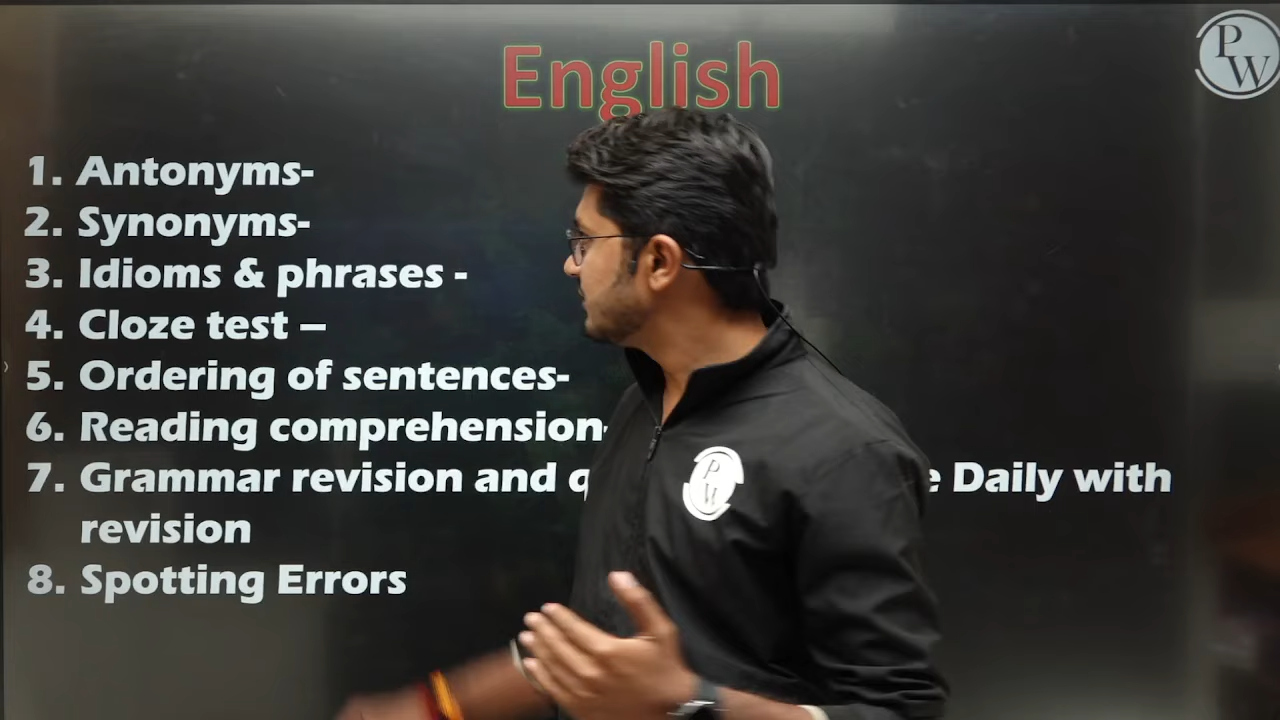 English
PW
1. Antonyms-
2. Synonyms-
3. Idioms & phrases -
4. Cloze test –
5. Ordering of sentences-
6. Reading comprehension-
7. Grammar revision and Daily with
revision
8. Spotting Errors
PW